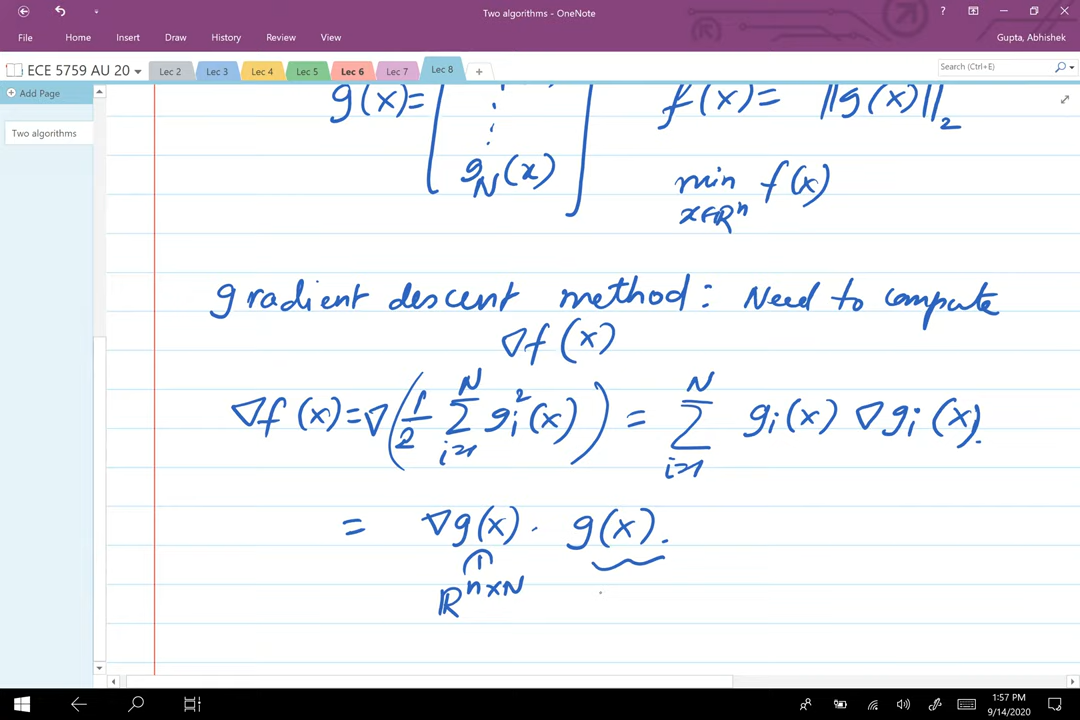 Two algorithms - OneNote
Gupta, Abhishek
File Home Insert Draw History Review View
ECE 5759 AU 20 Lec 2 Lec 3 Lec 4 Lec 5 Lec 6 Lec 7 Lec 8
Search (Ctrl+E)
Add Page
Two algorithms
g(x)= [ ⋮ g_N(x) ] f(x)= ||g(x)||_2
min f(x)
x∈ℝ^n
gradient descent method: Need to compute
∇f(x)
∇f(x)=∇(1/2 ∑_{i=1}^{N} g_i^2(x)) = ∑_{i=1}^{N} g_i(x) ∇g_i(x).
= ∇g(x) · g(x).
ℝ^{n×N}
1:57 PM
9/14/2020